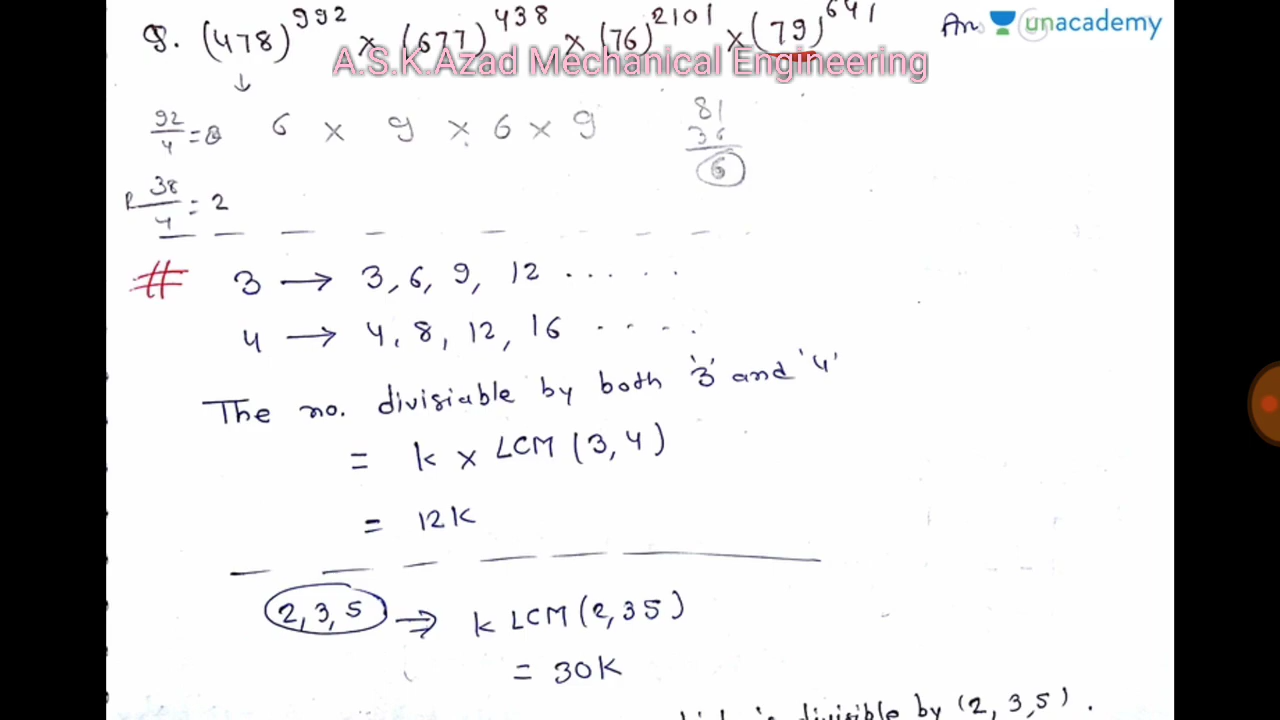 Q. (478)^992 × (677)^438 × (76)^2101 × (79)^641 Ans unacademy
A.S.K.Azad Mechanical Engineering
92/4 = 0 6 × 9 × 6 × 9 81
36
6
R 38/4 = 2
# 3 → 3, 6, 9, 12 ......
4 → 4, 8, 12, 16 .....
The no. divisiable by both '3' and '4'
= k × LCM (3, 4)
= 12k
2, 3, 5 ⇒ k LCM (2, 35)
= 30k
is divisible by (2, 3, 5).